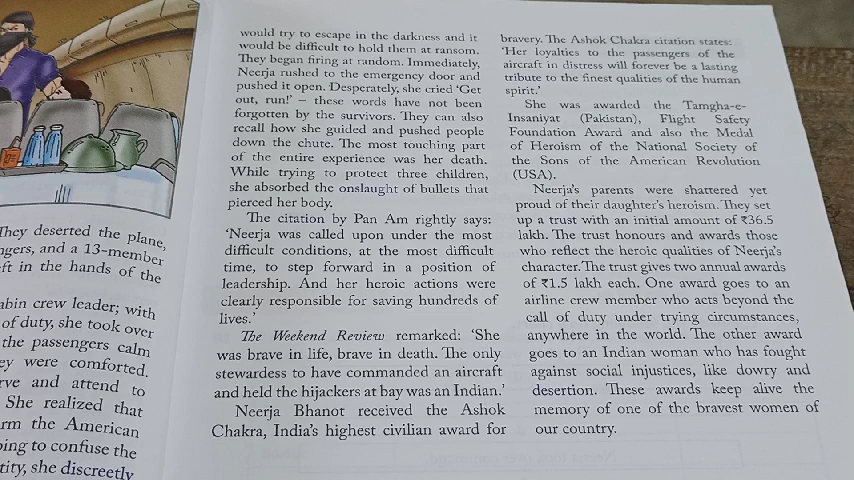 They deserted the plane,
ngers, and a 13-member
ft in the hands of the
abin crew leader; with
of duty, she took over
the passengers calm
ey were comforted.
rve and attend to
She realized that
rm the American
ping to confuse the
tity, she discreetly
would try to escape in the darkness and it
would be difficult to hold them at ransom.
They began firing at random. Immediately,
Neerja rushed to the emergency door and
pushed it open. Desperately, she cried ‘Get
out, run!’ – these words have not been
forgotten by the survivors. They can also
recall how she guided and pushed people
down the chute. The most touching part
of the entire experience was her death.
While trying to protect three children,
she absorbed the onslaught of bullets that
pierced her body.
The citation by Pan Am rightly says:
‘Neerja was called upon under the most
difficult conditions, at the most difficult
time, to step forward in a position of
leadership. And her heroic actions were
clearly responsible for saving hundreds of
lives.’
The Weekend Review remarked: ‘She
was brave in life, brave in death. The only
stewardess to have commanded an aircraft
and held the hijackers at bay was an Indian.’
Neerja Bhanot received the Ashok
Chakra, India’s highest civilian award for
bravery. The Ashok Chakra citation states:
‘Her loyalties to the passengers of the
aircraft in distress will forever be a lasting
tribute to the finest qualities of the human
spirit.’
She was awarded the Tamgha-e-
Insaniyat (Pakistan), Flight Safety
Foundation Award and also the Medal
of Heroism of the National Society of
the Sons of the American Revolution
(USA).
Neerja’s parents were shattered yet
proud of their daughter’s heroism. They set
up a trust with an initial amount of ₹36.5
lakh. The trust honours and awards those
who reflect the heroic qualities of Neerja’s
character. The trust gives two annual awards
of ₹1.5 lakh each. One award goes to an
airline crew member who acts beyond the
call of duty under trying circumstances,
anywhere in the world. The other award
goes to an Indian woman who has fought
against social injustices, like dowry and
desertion. These awards keep alive the
memory of one of the bravest women of
our country.